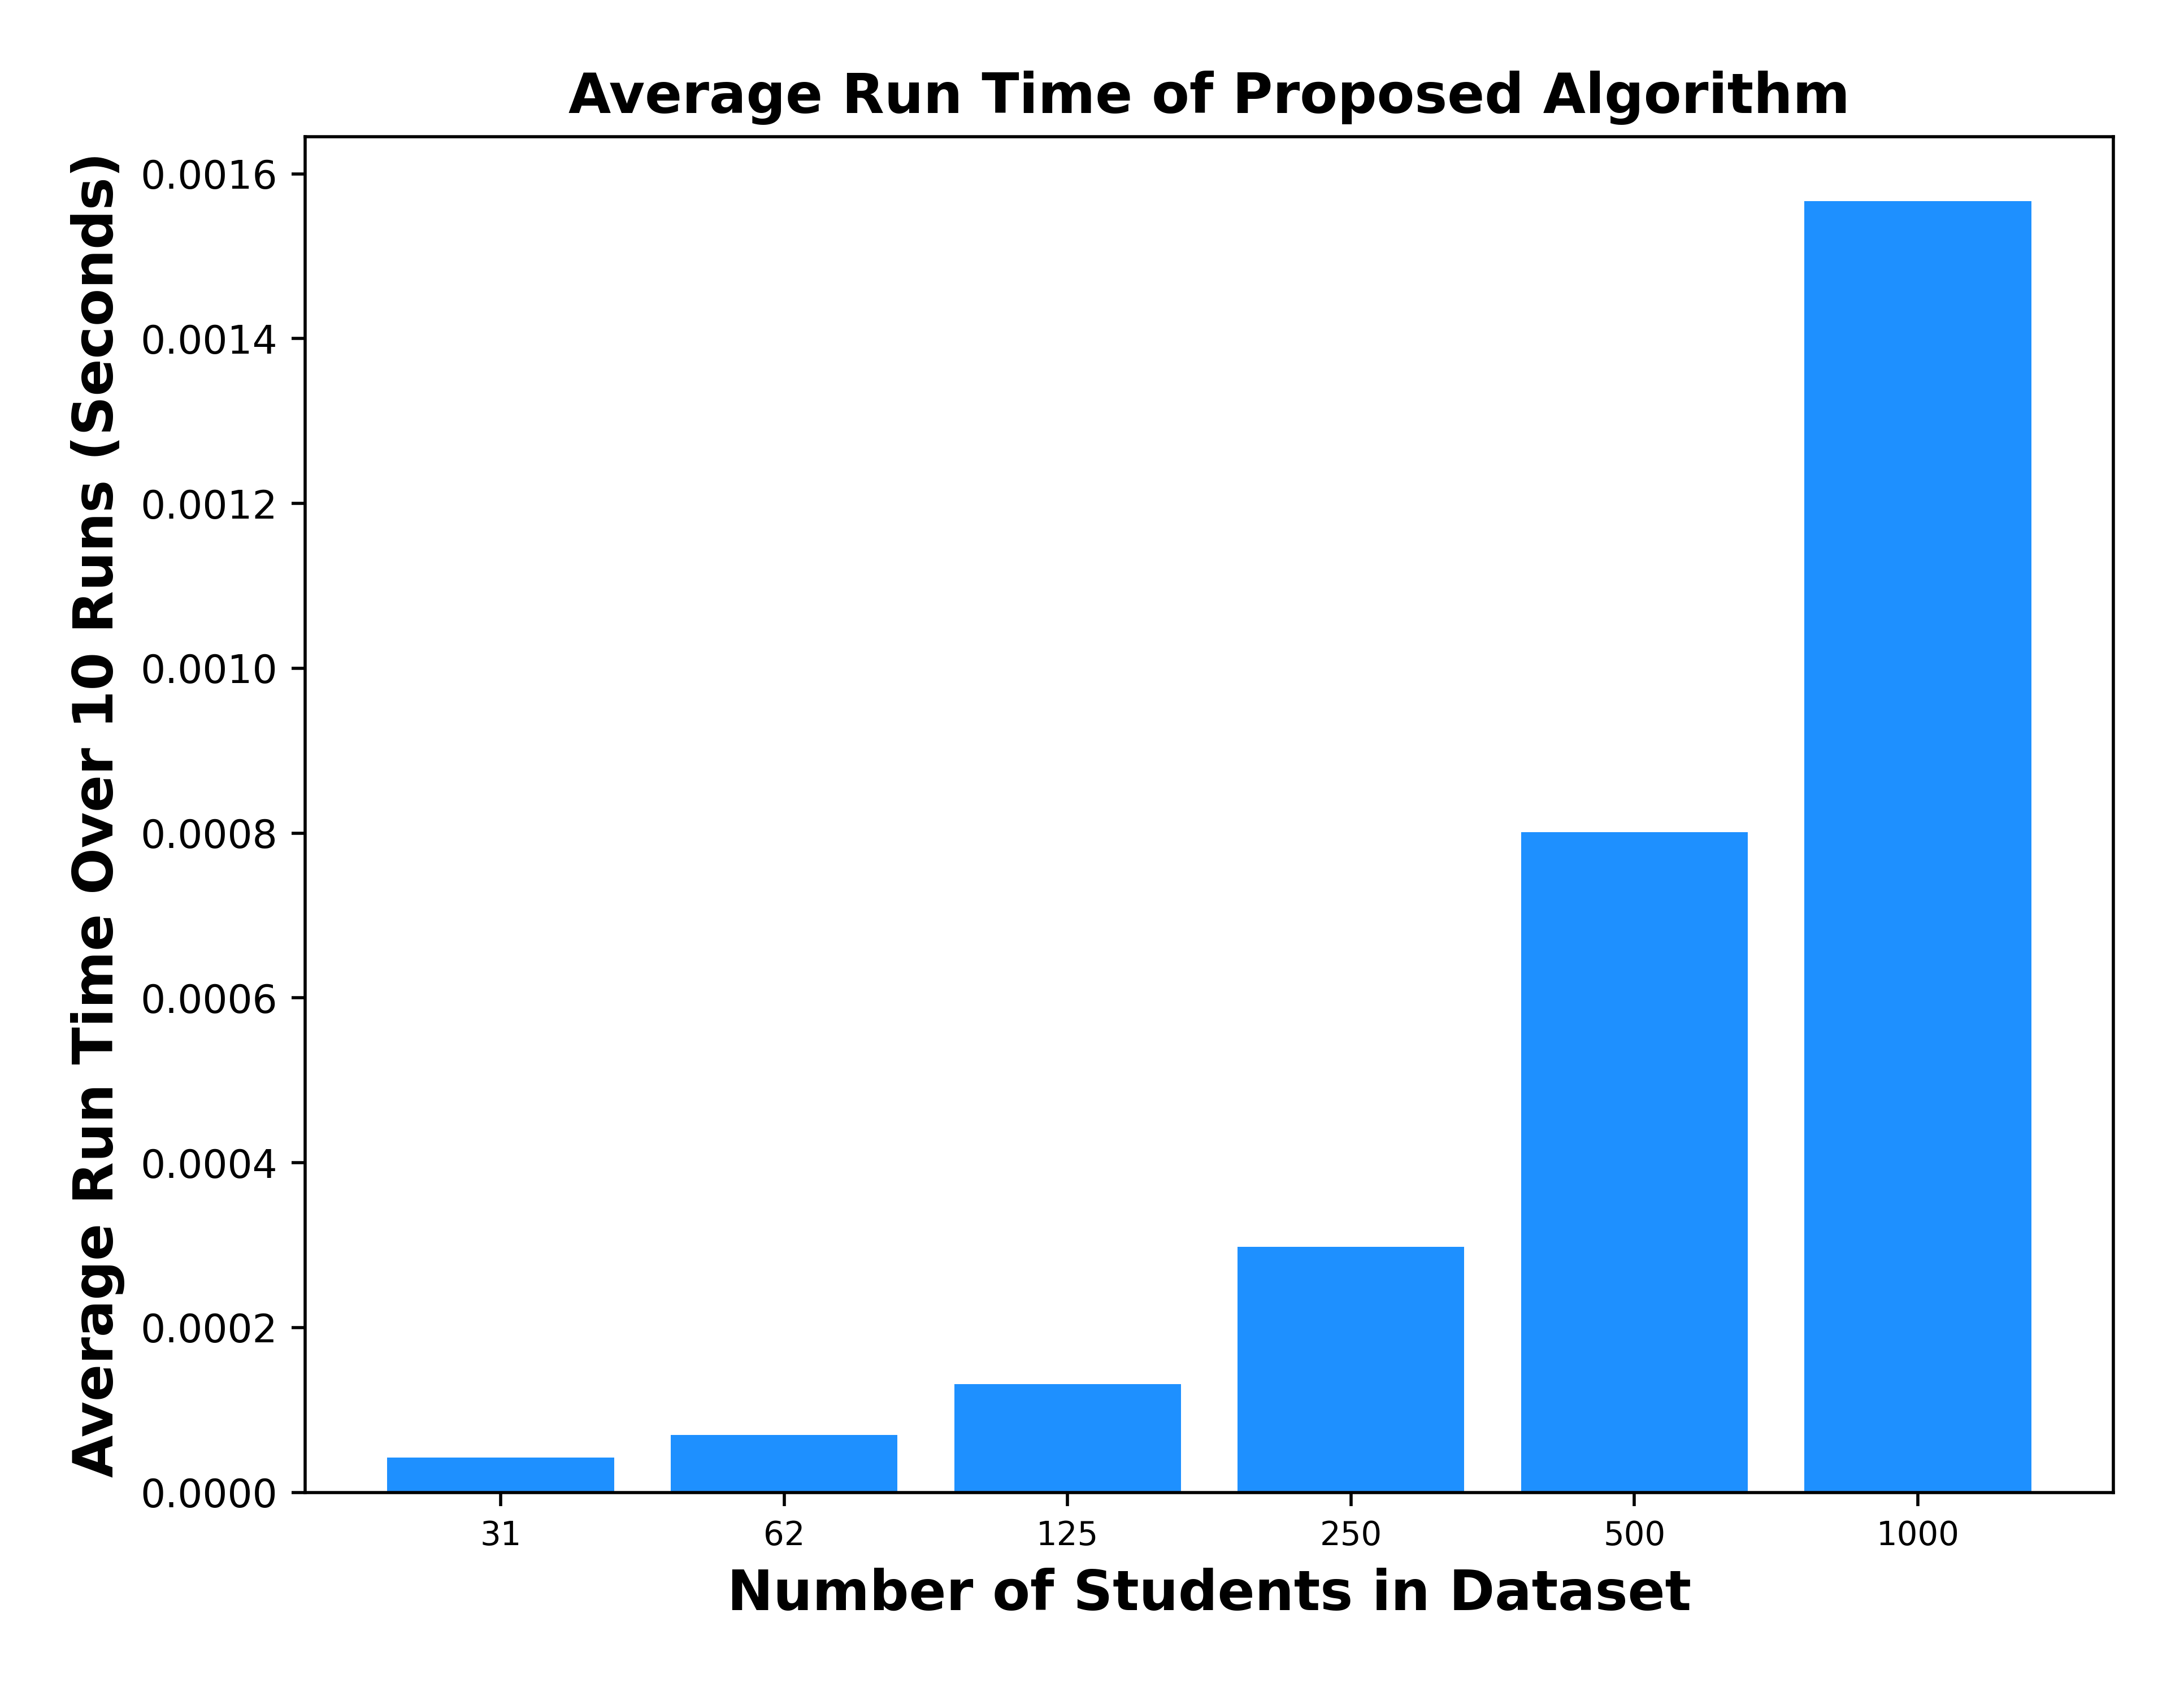 Average Run Time of Proposed Algorithm
Average Run Time Over 10 Runs (Seconds)
0.0016
0.0014
0.0012
0.0010
0.0008
0.0006
0.0004
0.0002
0.0000
31 62 125 250 500 1000
Number of Students in Dataset